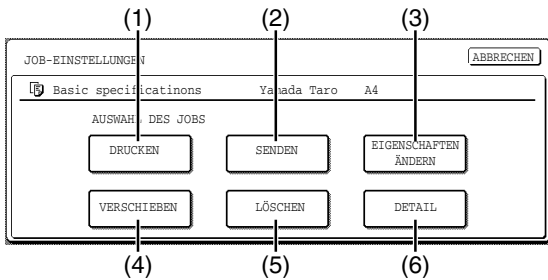 (1) (2) (3)
JOB-EINSTELLUNGEN ABBRECHEN
Basic specificatinons Yamada Taro A4
AUSWAHL DES JOBS
DRUCKEN SENDEN EIGENSCHAFTEN
ÄNDERN
VERSCHIEBEN LÖSCHEN DETAIL
(4) (5) (6)